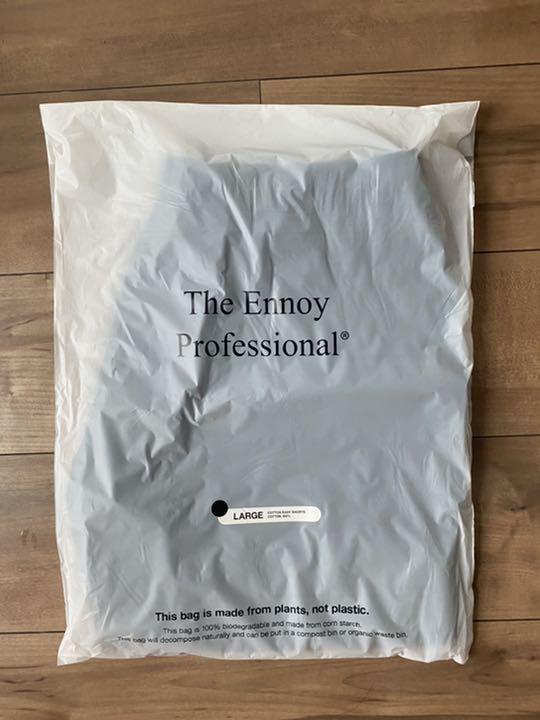 The Ennoy
Professional®
LARGE
COTTON EASY SHORTS
This bag is made from plants, not plastic.
This bag is 100% biodegradable and made from corn starch.
This bag will decompose naturally and can be put in a compost bin or organic waste bin.